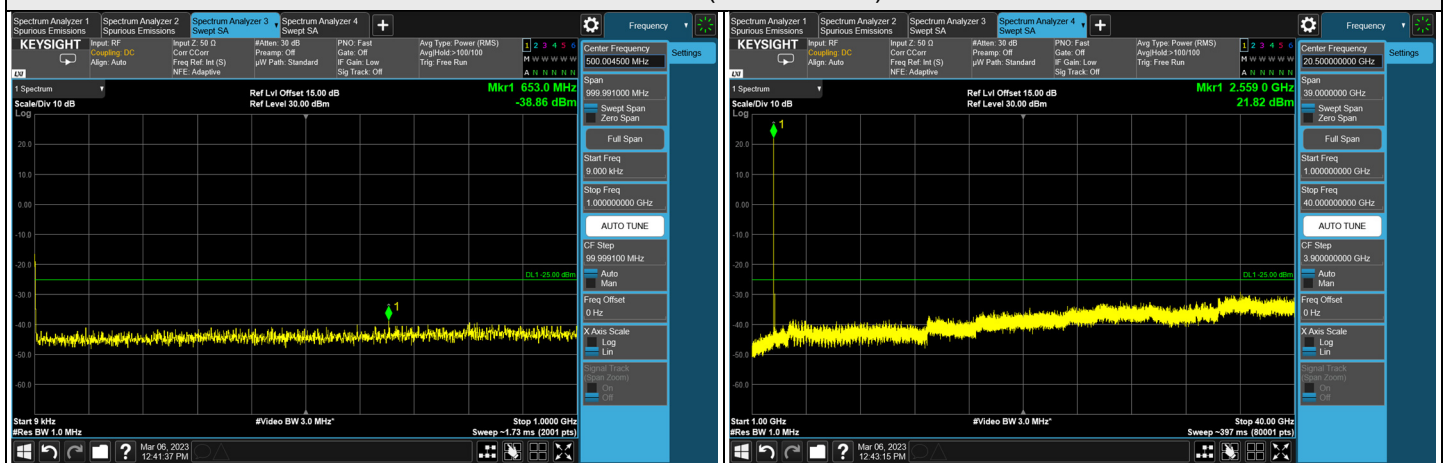 Spectrum Analyzer 1
Spurious Emissions
Spectrum Analyzer 2
Spurious Emissions
Spectrum Analyzer 3
Swept SA
Spectrum Analyzer 4
Swept SA
Frequency
KEYSIGHT
Input: RF
Coupling: DC
Align: Auto
Input Z: 50 Ω
Corr CCorr
Freq Ref: Int (S)
NFE: Adaptive
#Atten: 30 dB
Preamp: Off
µW Path: Standard
PNO: Fast
Gate: Off
IF Gain: Low
Sig Track: Off
Avg Type: Power (RMS)
Avg|Hold:>100/100
Trig: Free Run
1 2 3 4 5 6
M W W W W W
A N N N N N
LXI
1 Spectrum
Scale/Div 10 dB
Log
Ref Lvl Offset 15.00 dB
Ref Level 30.00 dBm
Mkr1 653.0 MHz
-38.86 dBm
1
20.0
10.0
0.00
-10.0
-20.0
-30.0
-40.0
-50.0
-60.0
DL1 -25.00 dBm
Start 9 kHz
#Res BW 1.0 MHz
#Video BW 3.0 MHz*
Stop 1.0000 GHz
Sweep ~1.73 ms (2001 pts)
Mar 06, 2023
12:41:37 PM
Center Frequency
500.004500 MHz
Settings
Span
999.991000 MHz
Swept Span
Zero Span
Full Span
Start Freq
9.000 kHz
Stop Freq
1.000000000 GHz
AUTO TUNE
CF Step
99.999100 MHz
Auto
Man
Freq Offset
0 Hz
X Axis Scale
Log
Lin
Signal Track
(Span Zoom)
On
Off
Spectrum Analyzer 1
Spurious Emissions
Spectrum Analyzer 2
Spurious Emissions
Spectrum Analyzer 3
Swept SA
Spectrum Analyzer 4
Swept SA
Frequency
KEYSIGHT
Input: RF
Coupling: DC
Align: Auto
Input Z: 50 Ω
Corr CCorr
Freq Ref: Int (S)
NFE: Adaptive
#Atten: 30 dB
Preamp: Off
µW Path: Standard
PNO: Fast
Gate: Off
IF Gain: Low
Sig Track: Off
Avg Type: Power (RMS)
Avg|Hold:>100/100
Trig: Free Run
1 2 3 4 5 6
M W W W W W
A N N N N N
LXI
1 Spectrum
Scale/Div 10 dB
Log
Ref Lvl Offset 15.00 dB
Ref Level 30.00 dBm
Mkr1 2.559 0 GHz
21.82 dBm
1
20.0
10.0
0.00
-10.0
-20.0
-30.0
-40.0
-50.0
-60.0
DL1 -25.00 dBm
Start 1.00 GHz
#Res BW 1.0 MHz
#Video BW 3.0 MHz*
Stop 40.00 GHz
Sweep ~397 ms (80001 pts)
Mar 06, 2023
12:43:15 PM
Center Frequency
20.500000000 GHz
Settings
Span
39.0000000 GHz
Swept Span
Zero Span
Full Span
Start Freq
1.000000000 GHz
Stop Freq
40.000000000 GHz
AUTO TUNE
CF Step
3.900000000 GHz
Auto
Man
Freq Offset
0 Hz
X Axis Scale
Log
Lin
Signal Track
(Span Zoom)
On
Off